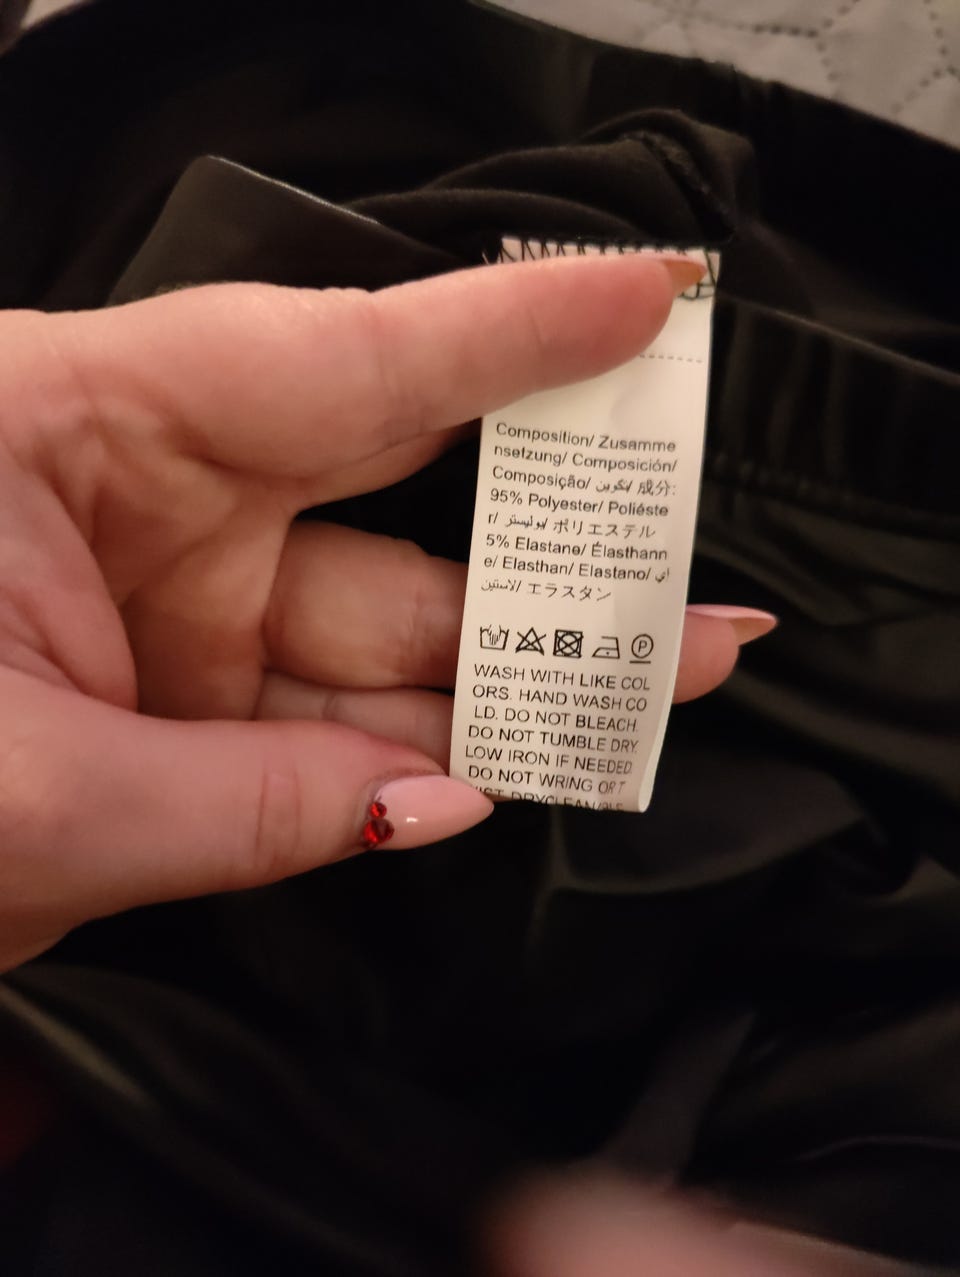 Composition/ Zusamme
nsetzung/ Composición/
Composição/ تكوين/ 成分:
95% Polyester/ Poliéste
r/ بوليستر/ ポリエステル
5% Elastane/ Élasthann
e/ Elasthan/ Elastano/ إي
لاستين/ エラスタン
P
WASH WITH LIKE COL
ORS. HAND WASH CO
LD. DO NOT BLEACH.
DO NOT TUMBLE DRY.
LOW IRON IF NEEDED
DO NOT WRING OR T